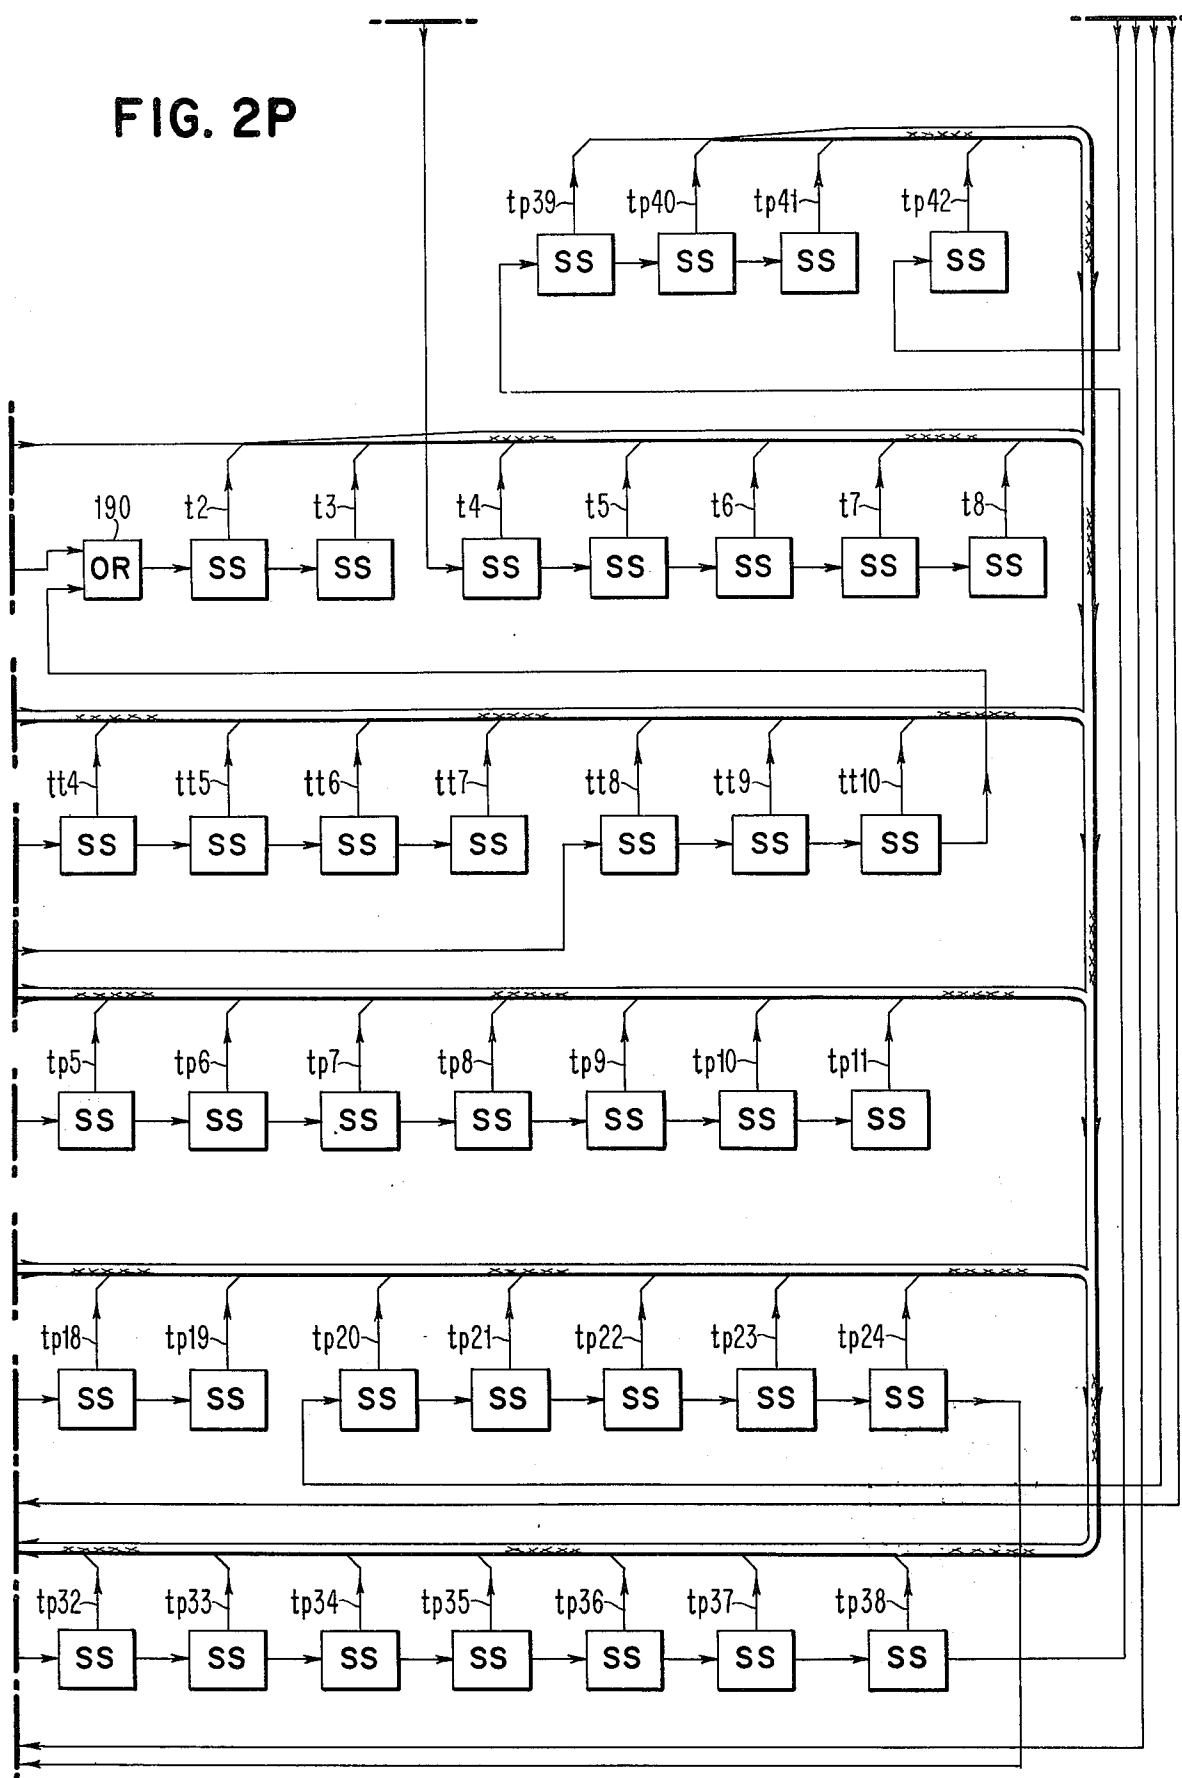 FIG. 2P
tp39 tp40 tp41 tp42
SS SS SS SS
190 t2 t3 t4 t5 t6 t7 t8
OR SS SS SS SS SS SS SS
tt4 tt5 tt6 tt7 tt8 tt9 tt10
SS SS SS SS SS SS SS
tp5 tp6 tp7 tp8 tp9 tp10 tp11
SS SS SS SS SS SS SS
tp18 tp19 tp20 tp21 tp22 tp23 tp24
SS SS SS SS SS SS SS
tp32 tp33 tp34 tp35 tp36 tp37 tp38
SS SS SS SS SS SS SS